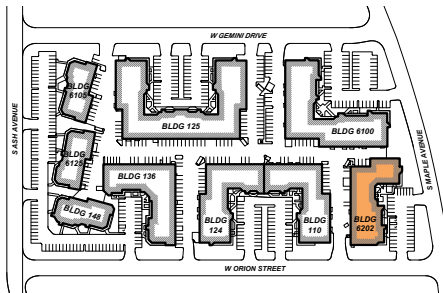 W GEMINI DRIVE
S ASH AVENUE
BLDG
6105
BLDG 125
BLDG 6100
BLDG
6125
S MAPLE AVENUE
BLDG 136
BLDG 148
BLDG
124
BLDG
110
BLDG
6202
W ORION STREET